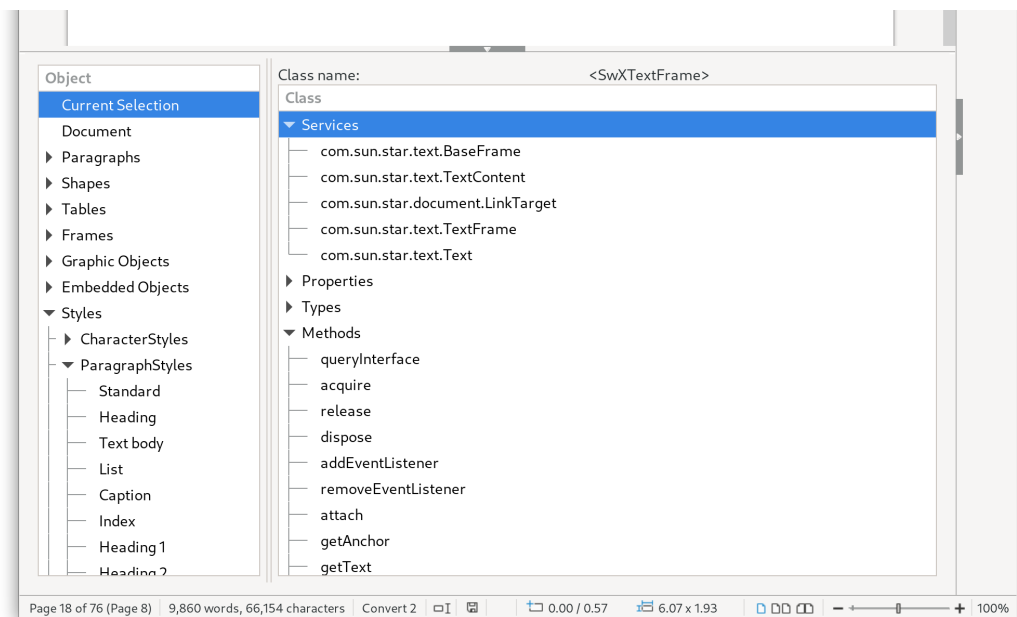 Object
Current Selection
Document
Paragraphs
Shapes
Tables
Frames
Graphic Objects
Embedded Objects
Styles
CharacterStyles
ParagraphStyles
Standard
Heading
Text body
List
Caption
Index
Heading 1
Heading 2
Class name: <SwXTextFrame>
Class
Services
com.sun.star.text.BaseFrame
com.sun.star.text.TextContent
com.sun.star.document.LinkTarget
com.sun.star.text.TextFrame
com.sun.star.text.Text
Properties
Types
Methods
queryInterface
acquire
release
dispose
addEventListener
removeEventListener
attach
getAnchor
getText
Page 18 of 76 (Page 8) 9,860 words, 66,154 characters Convert 2 0.00 / 0.57 6.07 x 1.93 100%